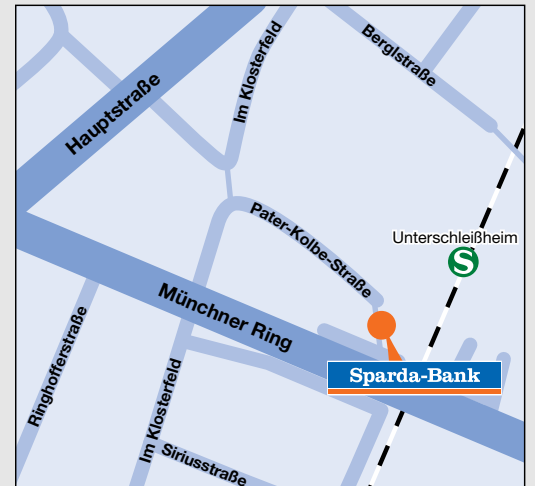 Berglstraße
Im Klosterfeld
Hauptstraße
Pater-Kolbe-Straße
Unterschleißheim
S
Münchner Ring
Sparda-Bank
Ringhofferstraße
Im Klosterfeld
Siriusstraße